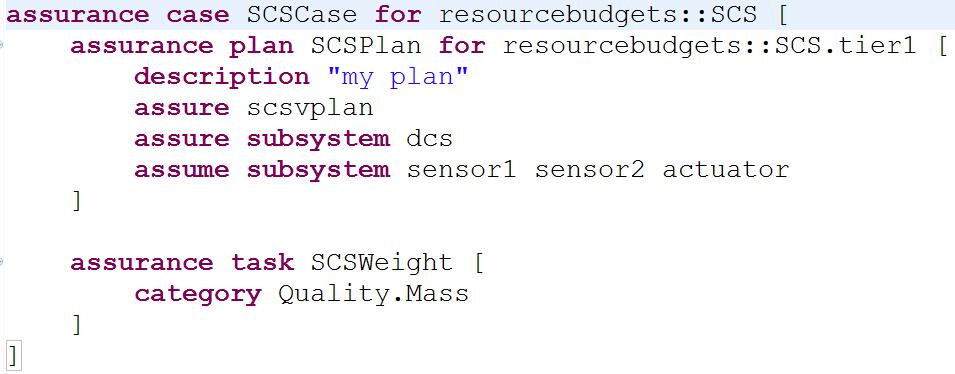 assurance case SCSCase for resourcebudgets::SCS [
    assurance plan SCSPlan for resourcebudgets::SCS.tier1 [
        description "my plan"
        assure scsvplan
        assure subsystem dcs
        assume subsystem sensor1 sensor2 actuator
    ]
    assurance task SCSWeight [
        category Quality.Mass
    ]
]